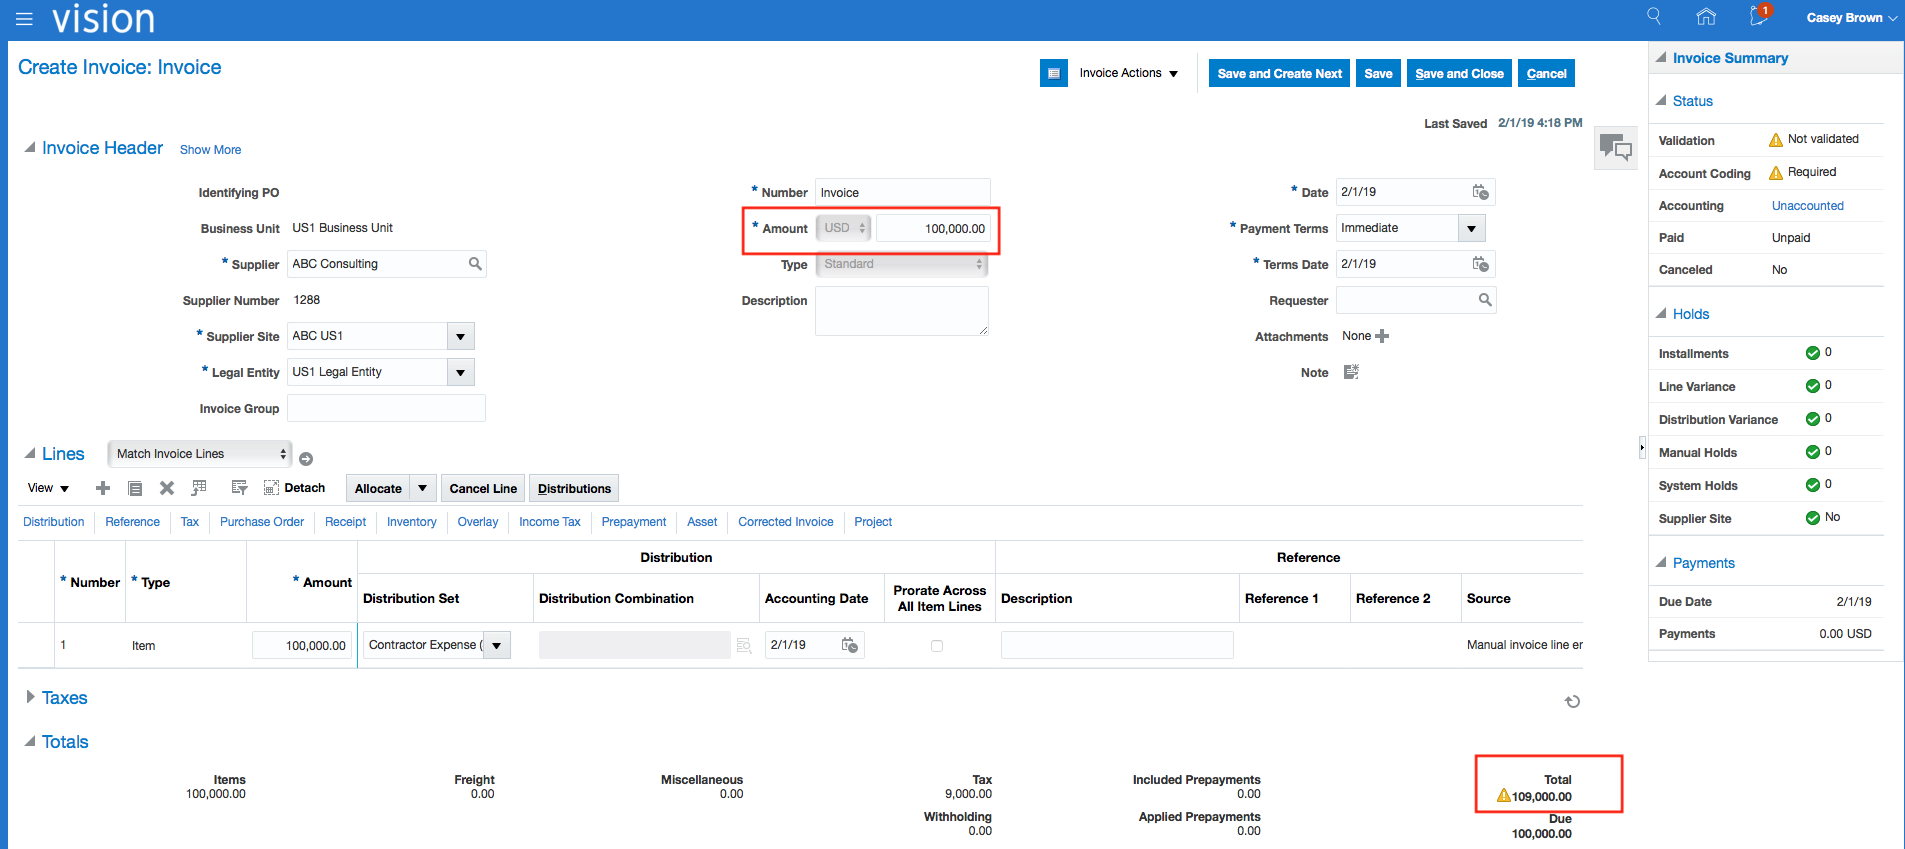 vision
1
Casey Brown
Create Invoice: Invoice
Invoice Actions
Save and Create Next
Save
Save and Close
Cancel
Last Saved 2/1/19 4:18 PM
Invoice Header Show More
Identifying PO
Business Unit US1 Business Unit
* Supplier ABC Consulting
Supplier Number 1288
* Supplier Site ABC US1
* Legal Entity US1 Legal Entity
Invoice Group
* Number Invoice
* Amount USD 100,000.00
Type Standard
Description
* Date 2/1/19
* Payment Terms Immediate
* Terms Date 2/1/19
Requester
Attachments None
Note
Lines Match Invoice Lines
View Detach Allocate Cancel Line Distributions
Distribution Reference Tax Purchase Order Receipt Inventory Overlay Income Tax Prepayment Asset Corrected Invoice Project
Distribution Reference
* Number * Type * Amount Distribution Set Distribution Combination Accounting Date Prorate Across
All Item Lines Description Reference 1 Reference 2 Source
1 Item 100,000.00 Contractor Expense ( 2/1/19 Manual invoice line er
Taxes
Totals
Items Freight Miscellaneous Tax Included Prepayments Total
100,000.00 0.00 0.00 9,000.00 0.00 109,000.00
Withholding Applied Prepayments Due
0.00 0.00 100,000.00
Invoice Summary
Status
Validation Not validated
Account Coding Required
Accounting Unaccounted
Paid Unpaid
Canceled No
Holds
Installments 0
Line Variance 0
Distribution Variance 0
Manual Holds 0
System Holds 0
Supplier Site No
Payments
Due Date 2/1/19
Payments 0.00 USD